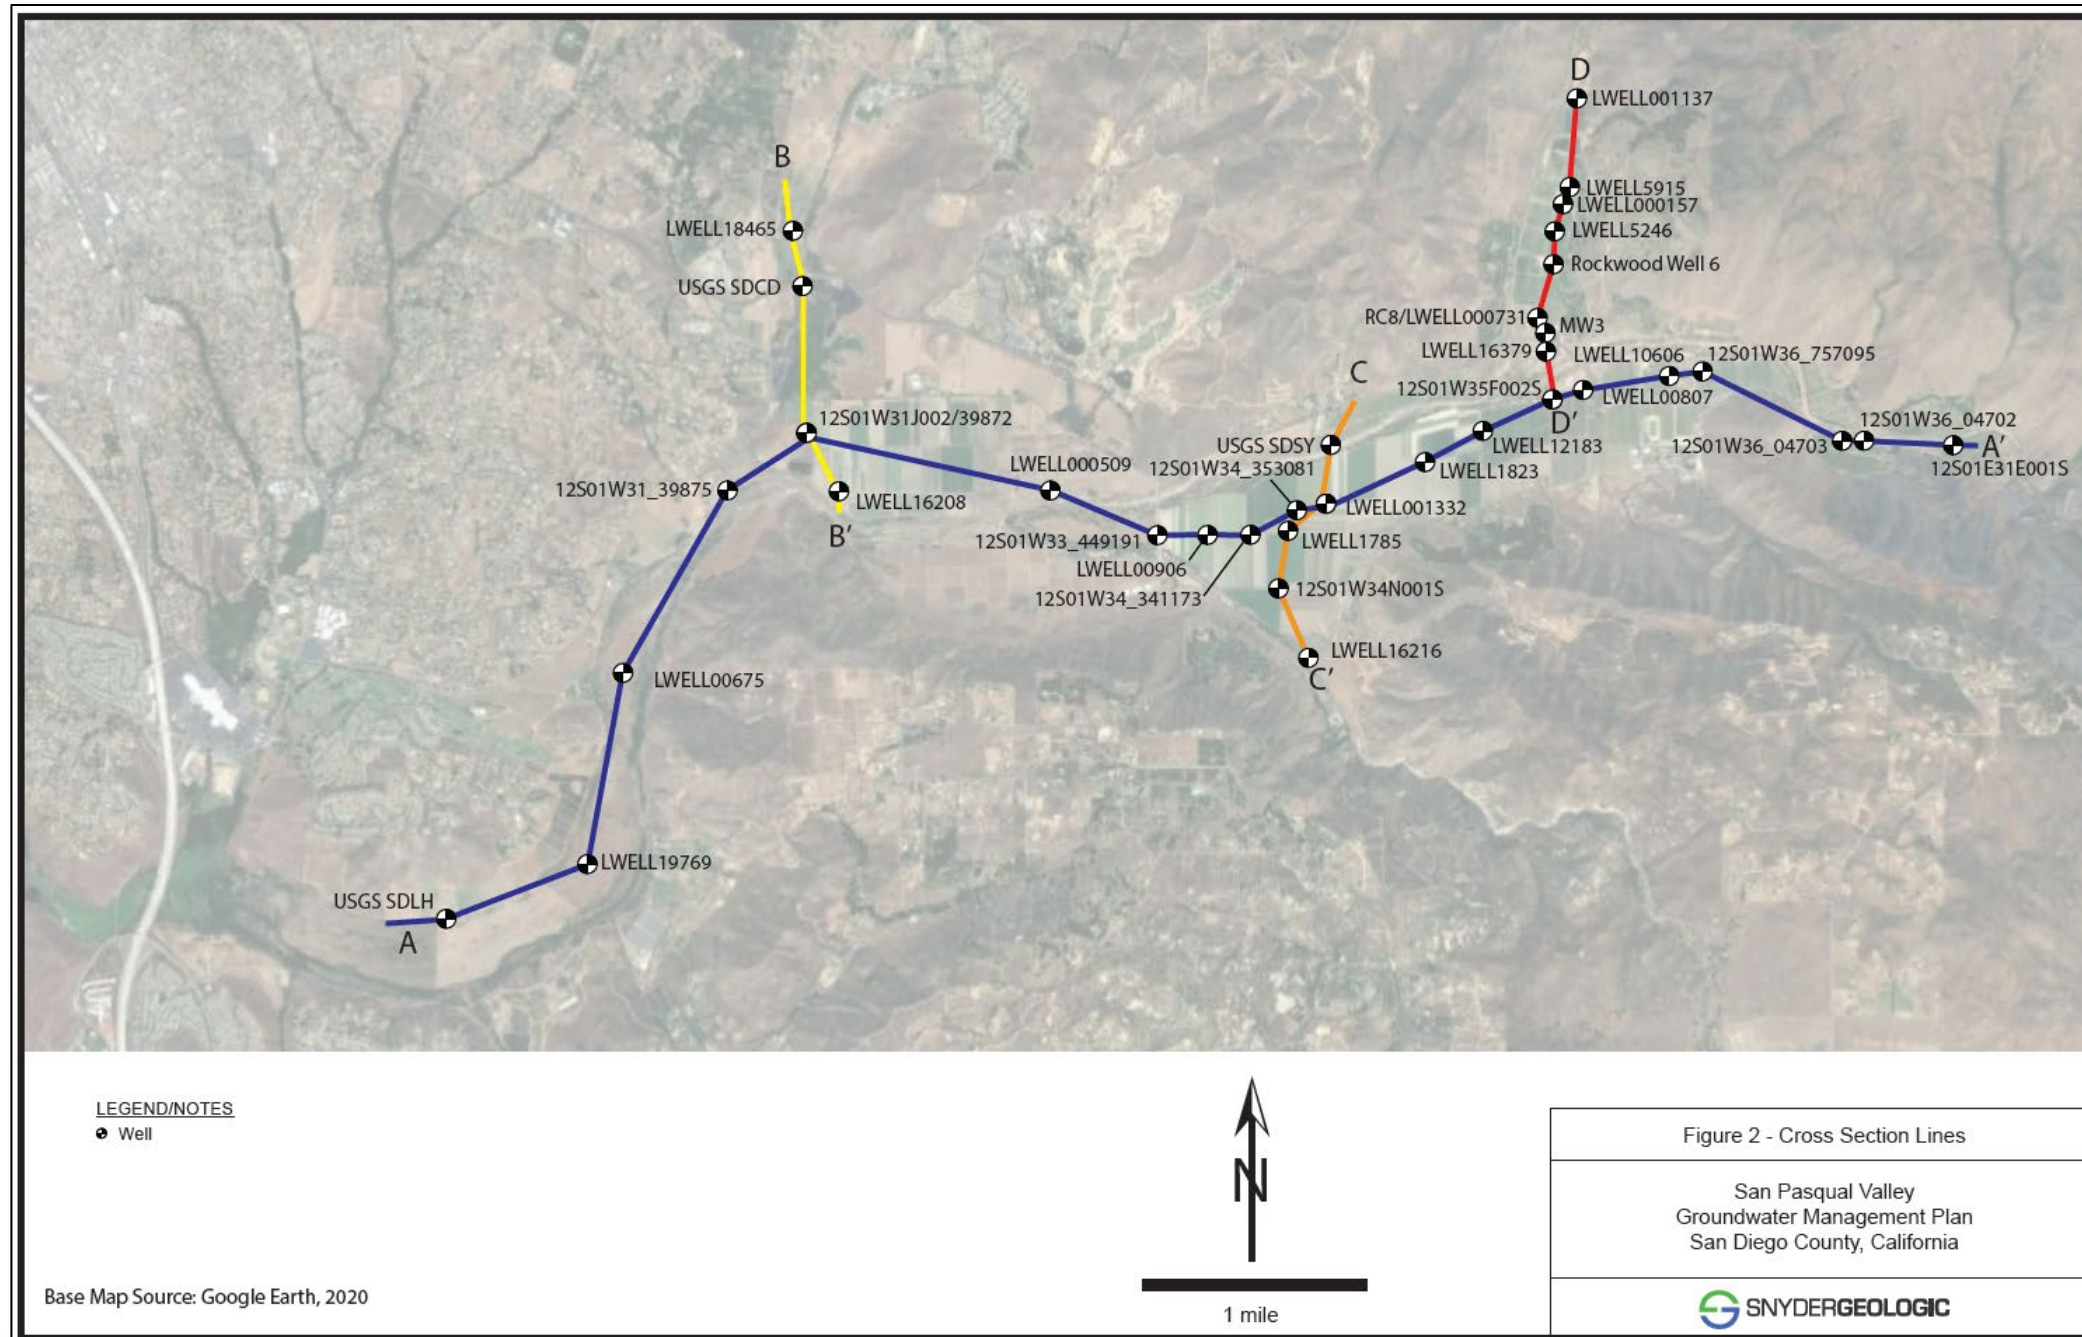 D
LWELL001137
B
LWELL5915
LWELL000157
LWELL18465
LWELL5246
Rockwood Well 6
USGS SDCD
RC8/LWELL000731
MW3
LWELL16379
LWELL10606
12S01W36_757095
C
12S01W35F002S
LWELL00807
D'
12S01W31J002/39872
12S01W36_04702
USGS SDSY
LWELL12183
12S01W36_04703
A'
12S01E31E001S
LWELL000509
12S01W34_353081
LWELL1823
12S01W31_39875
LWELL16208
LWELL001332
B'
12S01W33_449191
LWELL1785
LWELL00906
12S01W34_341173
12S01W34N001S
LWELL16216
C'
LWELL00675
LWELL19769
USGS SDLH
A
LEGEND/NOTES
Well
N
1 mile
Base Map Source: Google Earth, 2020
Figure 2 - Cross Section Lines
San Pasqual Valley
Groundwater Management Plan
San Diego County, California
SNYDERGEOLOGIC